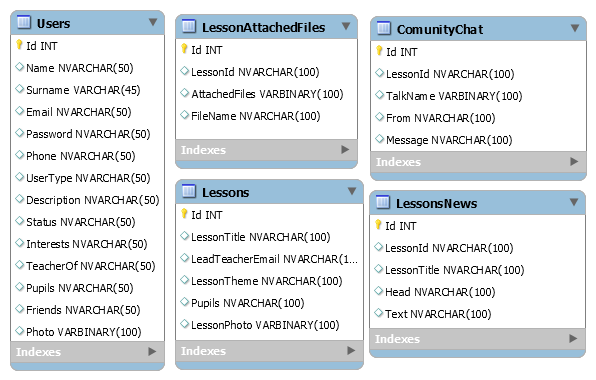 Users
Id INT
Name NVARCHAR(50)
Surname VARCHAR(45)
Email NVARCHAR(50)
Password NVARCHAR(50)
Phone NVARCHAR(50)
UserType NVARCHAR(50)
Description NVARCHAR(50)
Status NVARCHAR(50)
Interests NVARCHAR(50)
TeacherOf NVARCHAR(50)
Pupils NVARCHAR(50)
Friends NVARCHAR(50)
Photo VARBINARY(100)
Indexes
LessonAttachedFiles
Id INT
LessonId NVARCHAR(100)
AttachedFiles VARBINARY(100)
FileName NVARCHAR(100)
Indexes
ComunityChat
Id INT
LessonId NVARCHAR(100)
TalkName VARBINARY(100)
From NVARCHAR(100)
Message NVARCHAR(100)
Indexes
Lessons
Id INT
LessonTitle NVARCHAR(100)
LeadTeacherEmail NVARCHAR(1...
LessonTheme NVARCHAR(100)
Pupils NVARCHAR(100)
LessonPhoto VARBINARY(100)
Indexes
LessonsNews
Id INT
LessonId NVARCHAR(100)
LessonTitle NVARCHAR(100)
Head NVARCHAR(100)
Text NVARCHAR(100)
Indexes